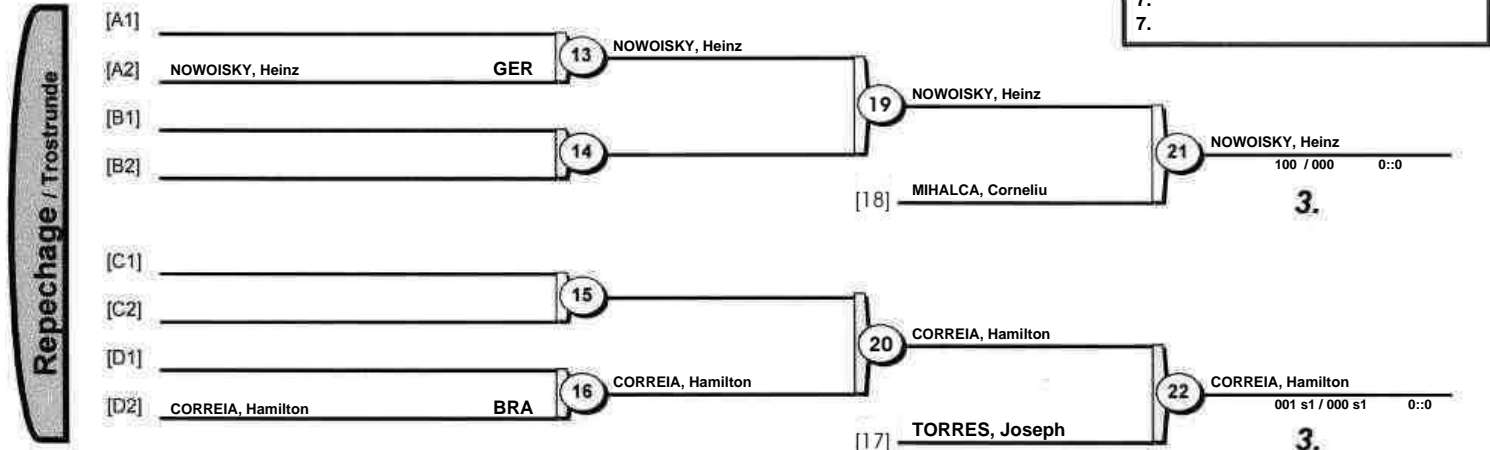 7.
7.
Repechage / Trostrunde
[A1]
[A2] NOWOISKY, Heinz GER
13 NOWOISKY, Heinz
[B1]
[B2]
14
19 NOWOISKY, Heinz
[18] MIHALCA, Corneliu
21 NOWOISKY, Heinz
100 / 000 0::0
3.
[C1]
[C2]
15
[D1]
[D2] CORREIA, Hamilton BRA
16 CORREIA, Hamilton
20 CORREIA, Hamilton
[17] TORRES, Joseph
22 CORREIA, Hamilton
001 s1 / 000 s1 0::0
3.